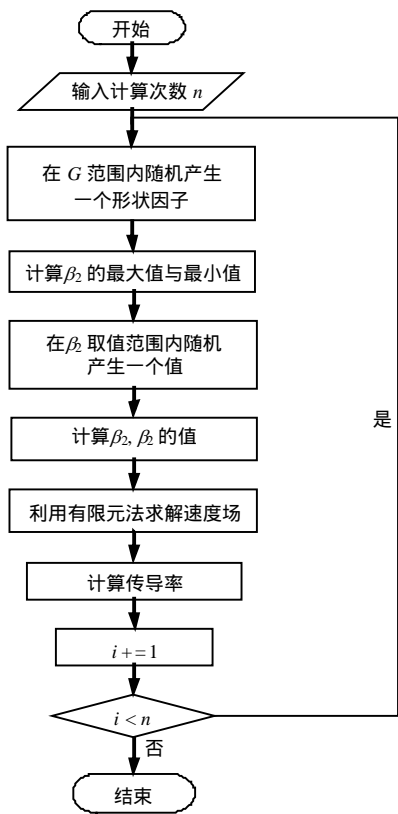 开始
输入计算次数 n
在 G 范围内随机产生
一个形状因子
计算β₂ 的最大值与最小值
在β₂ 取值范围内随机
产生一个值
计算β₂, β₂ 的值
利用有限元法求解速度场
计算传导率
i += 1
i < n
是
否
结束